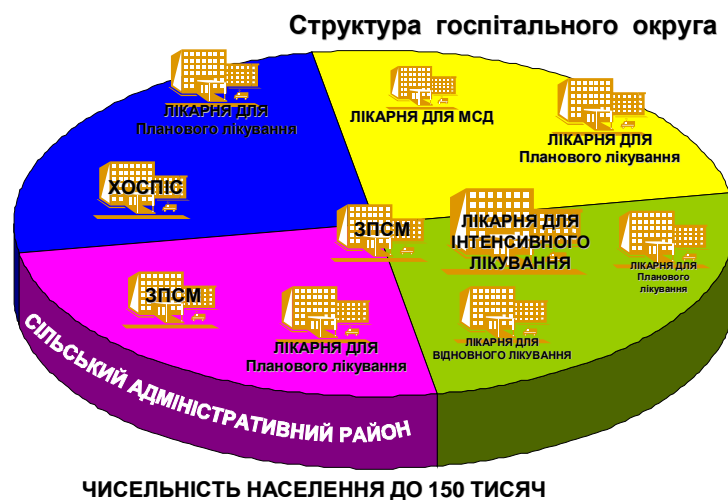 Структура госпітального округа
ЛІКАРНЯ ДЛЯ
Планового лікування
ЛІКАРНЯ ДЛЯ МСД
ЛІКАРНЯ ДЛЯ
Планового лікування
ХОСПІС
ЗПСМ
ЛІКАРНЯ ДЛЯ
ІНТЕНСИВНОГО
ЛІКУВАННЯ
ЛІКАРНЯ ДЛЯ
Планового
лікування
ЗПСМ
ЛІКАРНЯ ДЛЯ
Планового лікування
ЛІКАРНЯ ДЛЯ
ВІДНОВНОГО ЛІКУВАННЯ
СІЛЬСЬКИЙ АДМІНІСТРАТИВНИЙ РАЙОН
ЧИСЕЛЬНІСТЬ НАСЕЛЕННЯ ДО 150 ТИСЯЧ